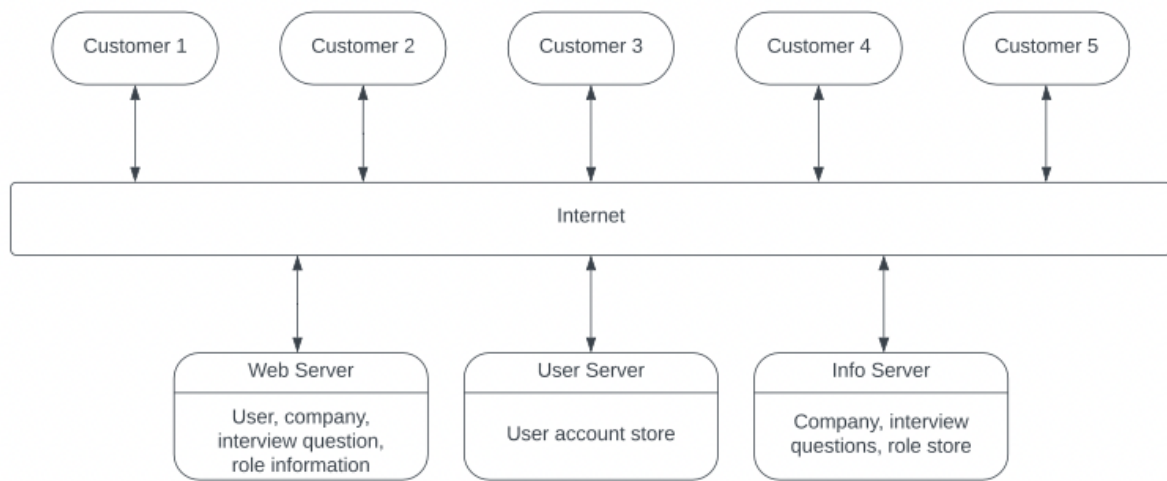 Customer 1
Customer 2
Customer 3
Customer 4
Customer 5
Internet
Web Server
User, company,
interview question,
role information
User Server
User account store
Info Server
Company, interview
questions, role store